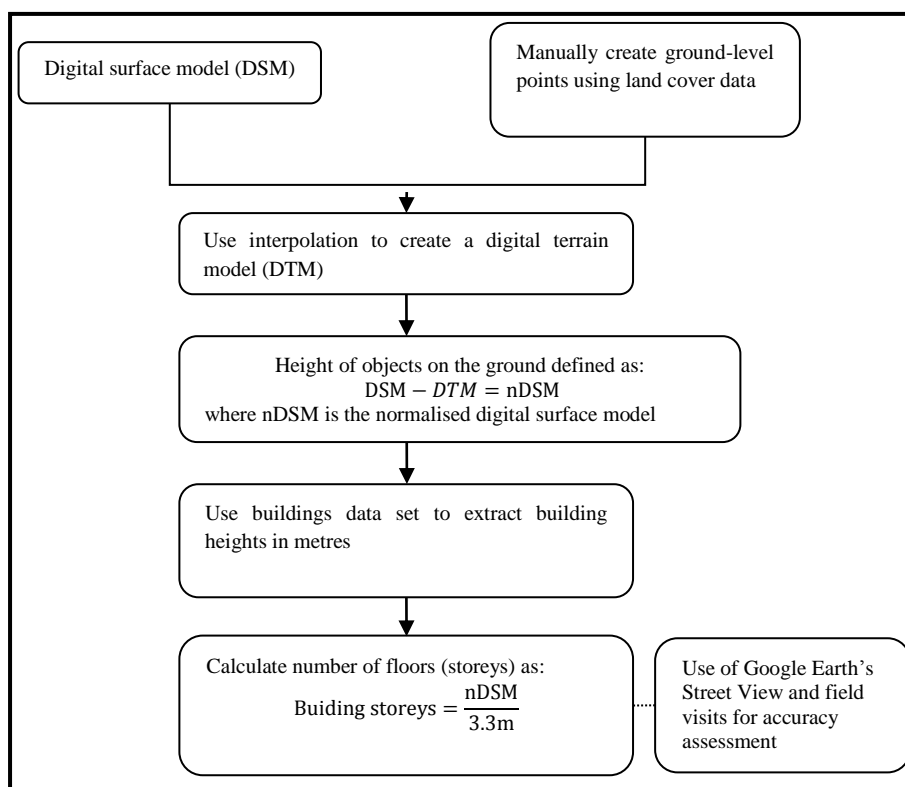 Digital surface model (DSM)
Manually create ground-level
points using land cover data
Use interpolation to create a digital terrain
model (DTM)
Height of objects on the ground defined as:
DSM − DTM = nDSM
where nDSM is the normalised digital surface model
Use buildings data set to extract building
heights in metres
Calculate number of floors (storeys) as:
Buiding storeys = nDSM / 3.3m
Use of Google Earth’s
Street View and field
visits for accuracy
assessment